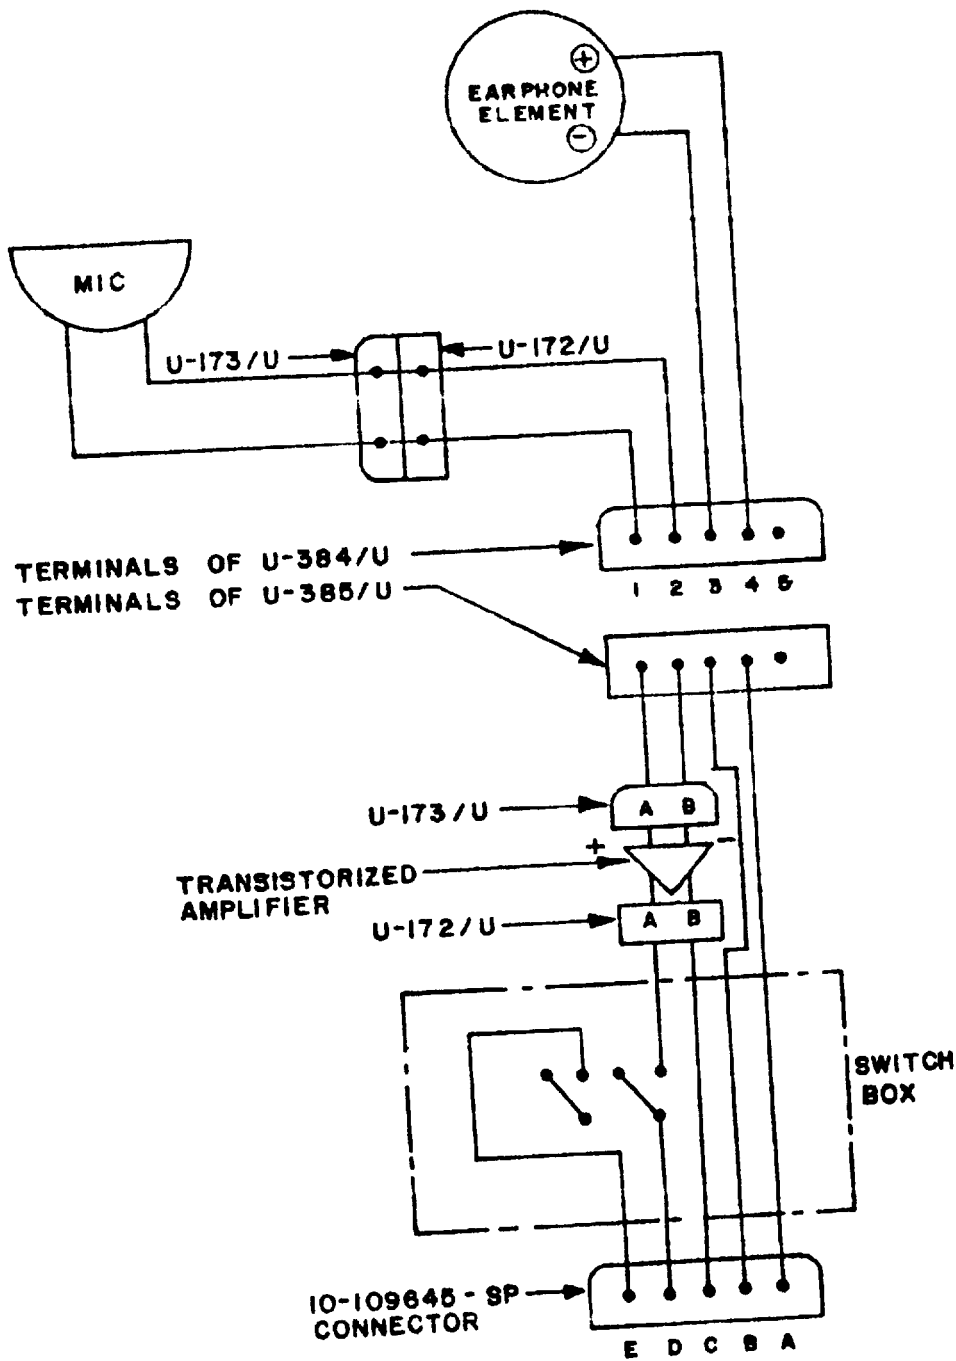 +
EARPHONE
ELEMENT
-
MIC
U-173/U
U-172/U
TERMINALS OF U-384/U
1 2 3 4 5
TERMINALS OF U-385/U
U-173/U
A B
+ -
TRANSISTORIZED
AMPLIFIER
U-172/U
A B
SWITCH
BOX
10-109645-SP
CONNECTOR
E D C B A